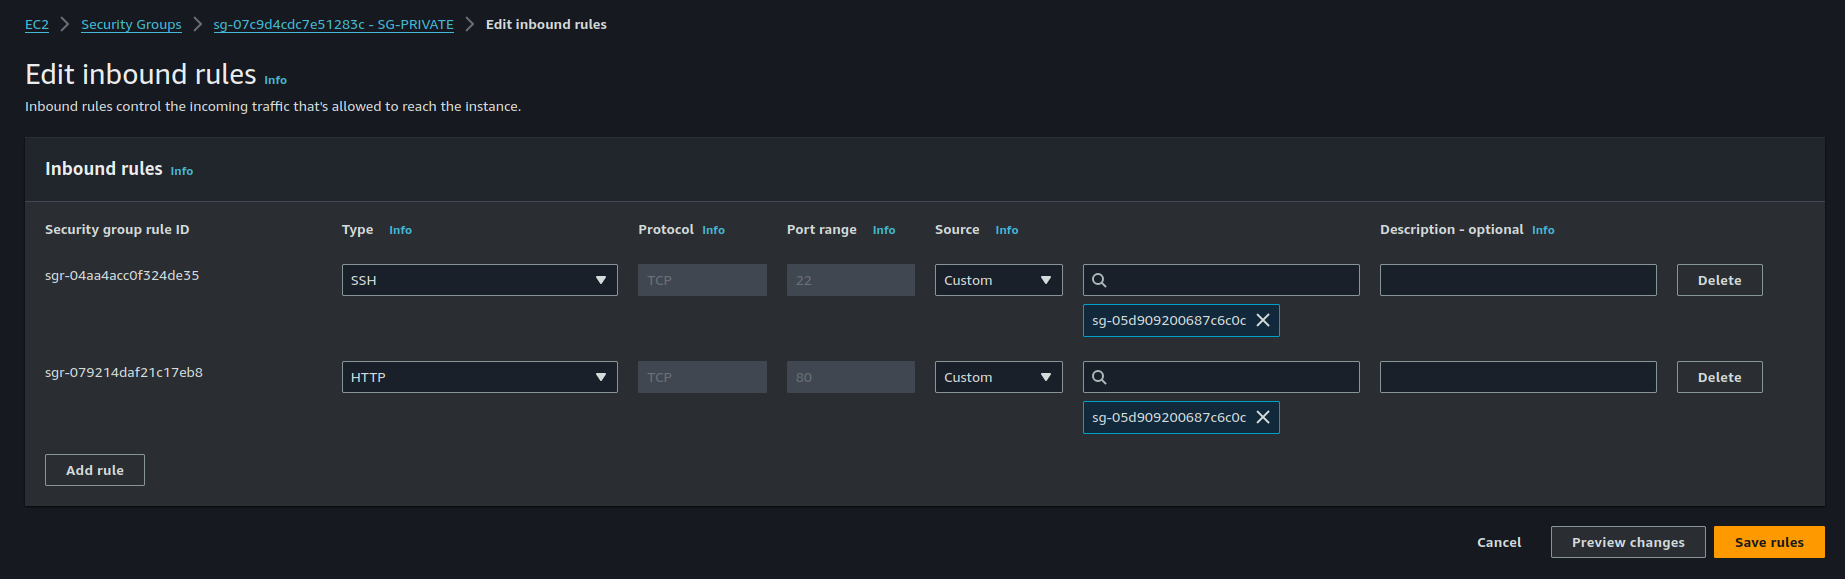 EC2 Security Groups sg-07c9d4cdc7e51283c - SG-PRIVATE Edit inbound rules
Edit inbound rules Info
Inbound rules control the incoming traffic that's allowed to reach the instance.
Inbound rules Info
Security group rule ID Type Info Protocol Info Port range Info Source Info Description - optional Info
sgr-04aa4acc0f324de35 SSH TCP 22 Custom Delete
sg-05d909200687c6c0c
sgr-079214daf21c17eb8 HTTP TCP 80 Custom Delete
sg-05d909200687c6c0c
Add rule
Cancel Preview changes Save rules